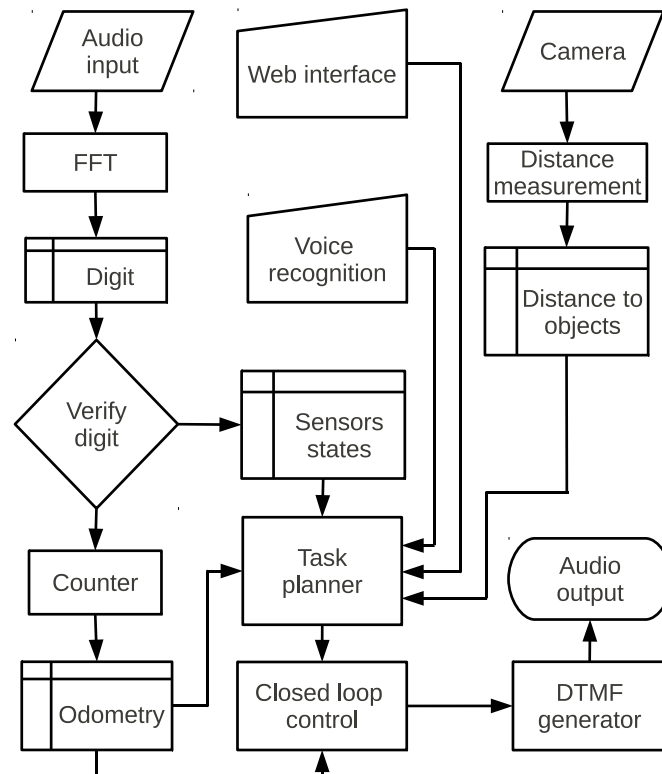 Audio
input
Web interface
Camera
FFT
Distance
measurement
Voice
recognition
Digit
Distance to
objects
Verify
digit
Sensors
states
Task
planner
Counter
Audio
output
Odometry
Closed loop
control
DTMF
generator